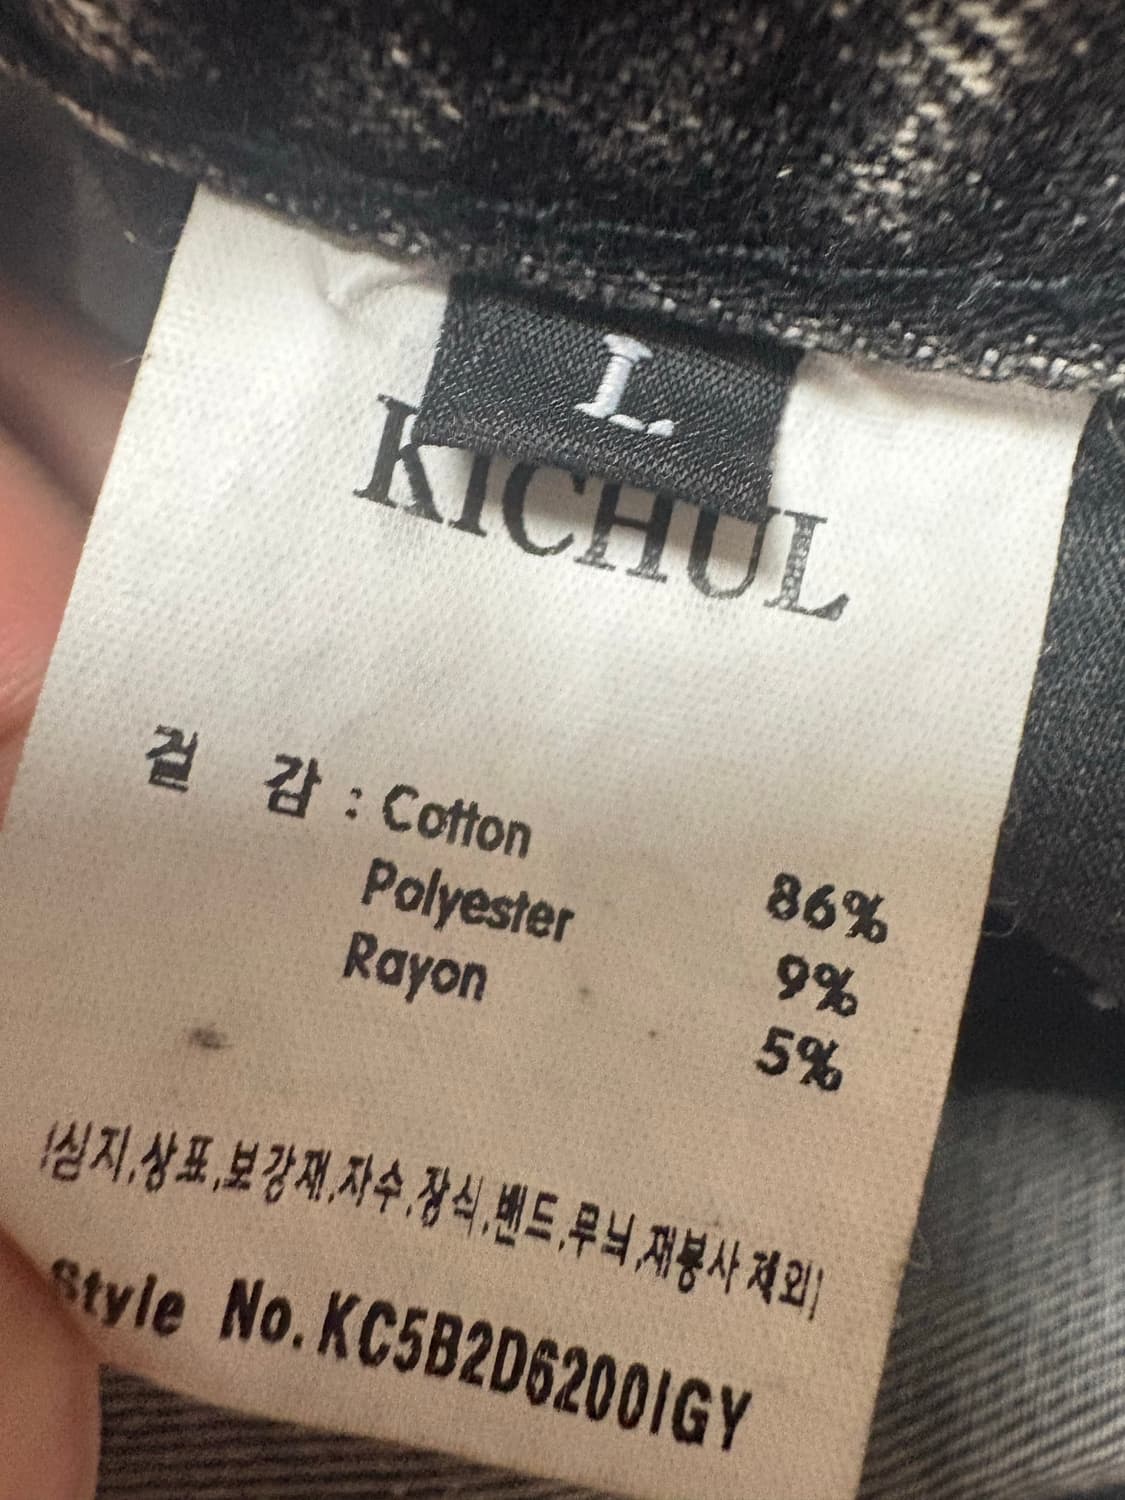 L.
KICHUL
겉 감 : Cotton 86%
Polyester 9%
Rayon 5%
(심지,상표,보강재,자수,장식,밴드,무늬,재봉사 제외)
Style No.KC5B2D62001GY